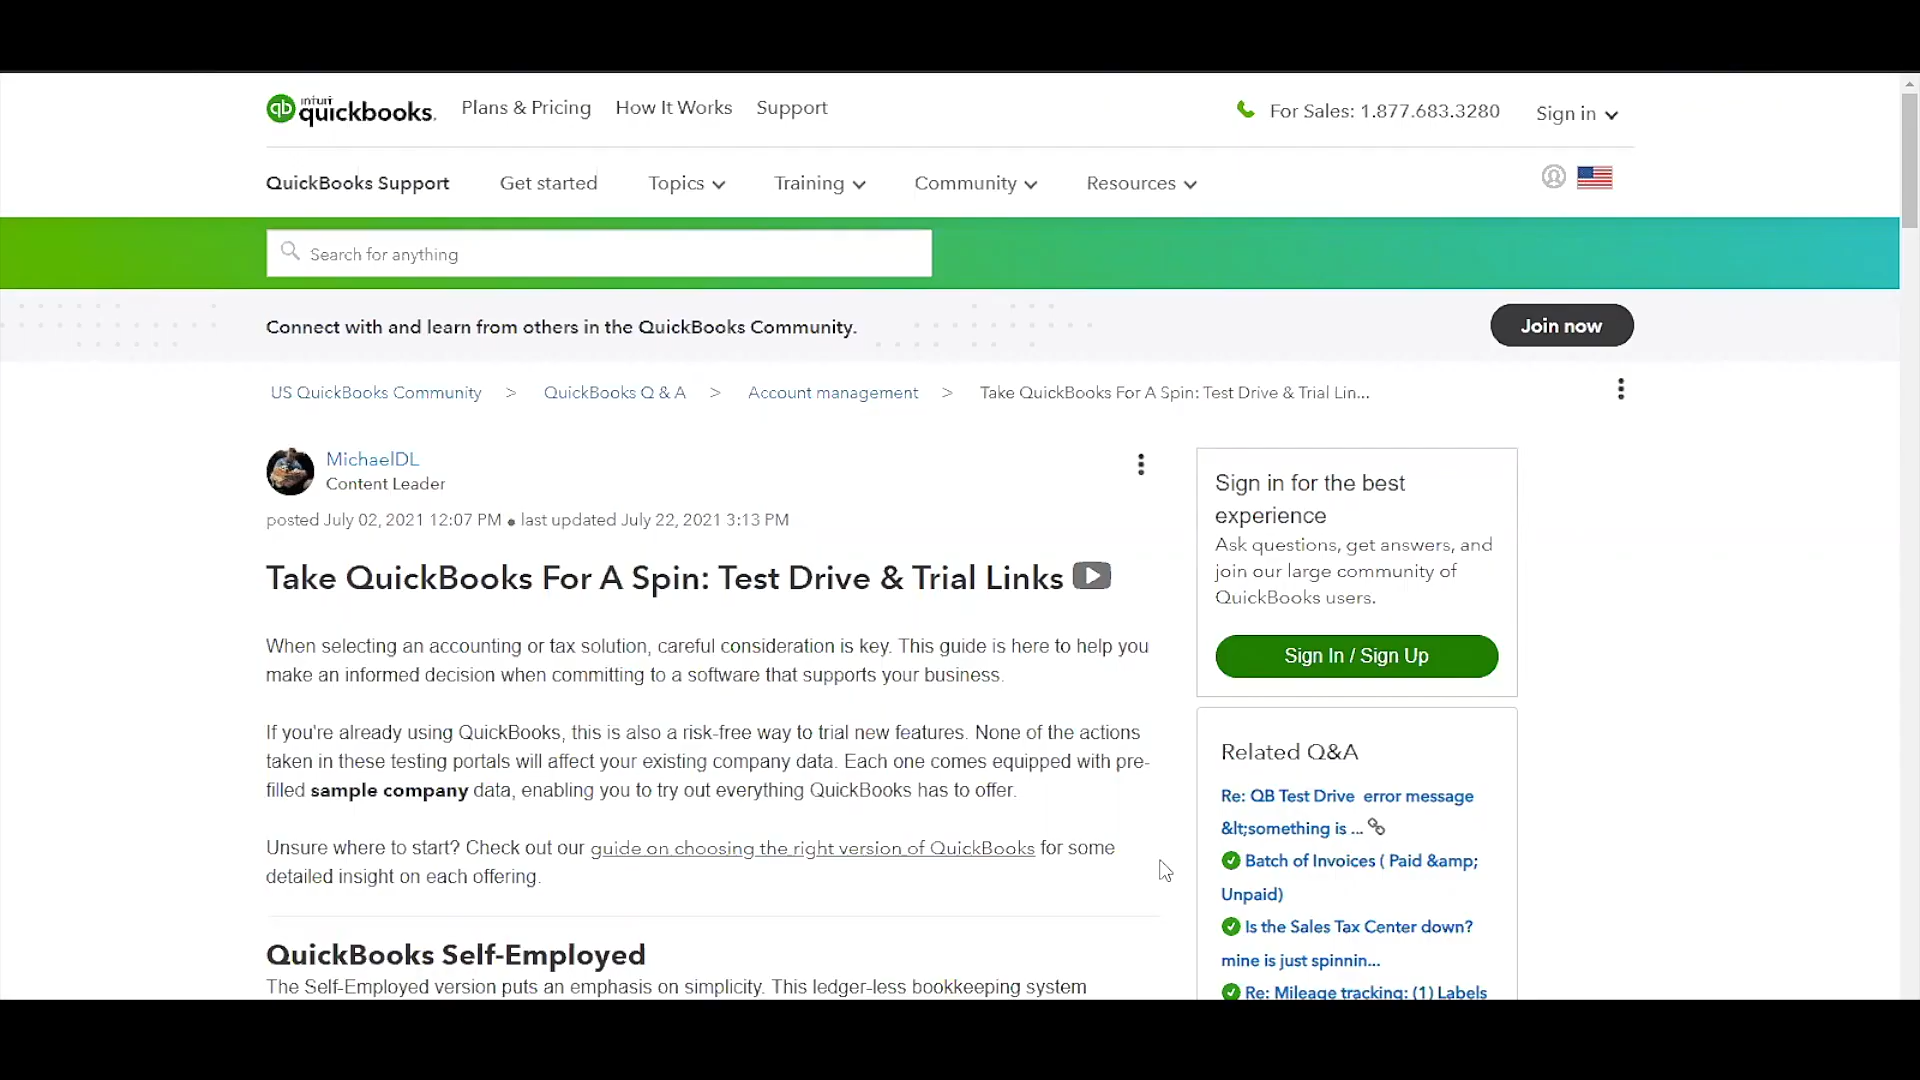 intuit
quickbooks.
Plans & Pricing
How It Works
Support
For Sales: 1.877.683.3280
Sign in
QuickBooks Support
Get started
Topics
Training
Community
Resources
Search for anything
Connect with and learn from others in the QuickBooks Community.
Join now
US QuickBooks Community > QuickBooks Q & A > Account management > Take QuickBooks For A Spin: Test Drive & Trial Lin...
MichaelDL
Content Leader
posted July 02, 2021 12:07 PM ● last updated July 22, 2021 3:13 PM
Take QuickBooks For A Spin: Test Drive & Trial Links
When selecting an accounting or tax solution, careful consideration is key. This guide is here to help you
make an informed decision when committing to a software that supports your business.
If you're already using QuickBooks, this is also a risk-free way to trial new features. None of the actions
taken in these testing portals will affect your existing company data. Each one comes equipped with pre-
filled sample company data, enabling you to try out everything QuickBooks has to offer.
Unsure where to start? Check out our guide on choosing the right version of QuickBooks for some
detailed insight on each offering.
QuickBooks Self-Employed
The Self-Employed version puts an emphasis on simplicity. This ledger-less bookkeeping system
Sign in for the best
experience
Ask questions, get answers, and
join our large community of
QuickBooks users.
Sign In / Sign Up
Related Q&A
Re: QB Test Drive error message
&lt;something is ...
Batch of Invoices ( Paid &amp;
Unpaid)
Is the Sales Tax Center down?
mine is just spinnin...
Re: Mileage tracking: (1) Labels